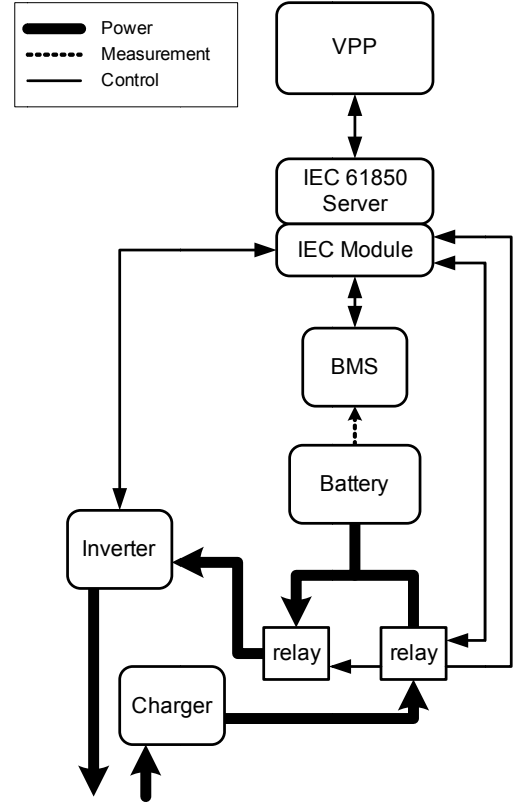 Power
Measurement
Control
VPP
IEC 61850
Server
IEC Module
BMS
Battery
Inverter
relay
relay
Charger